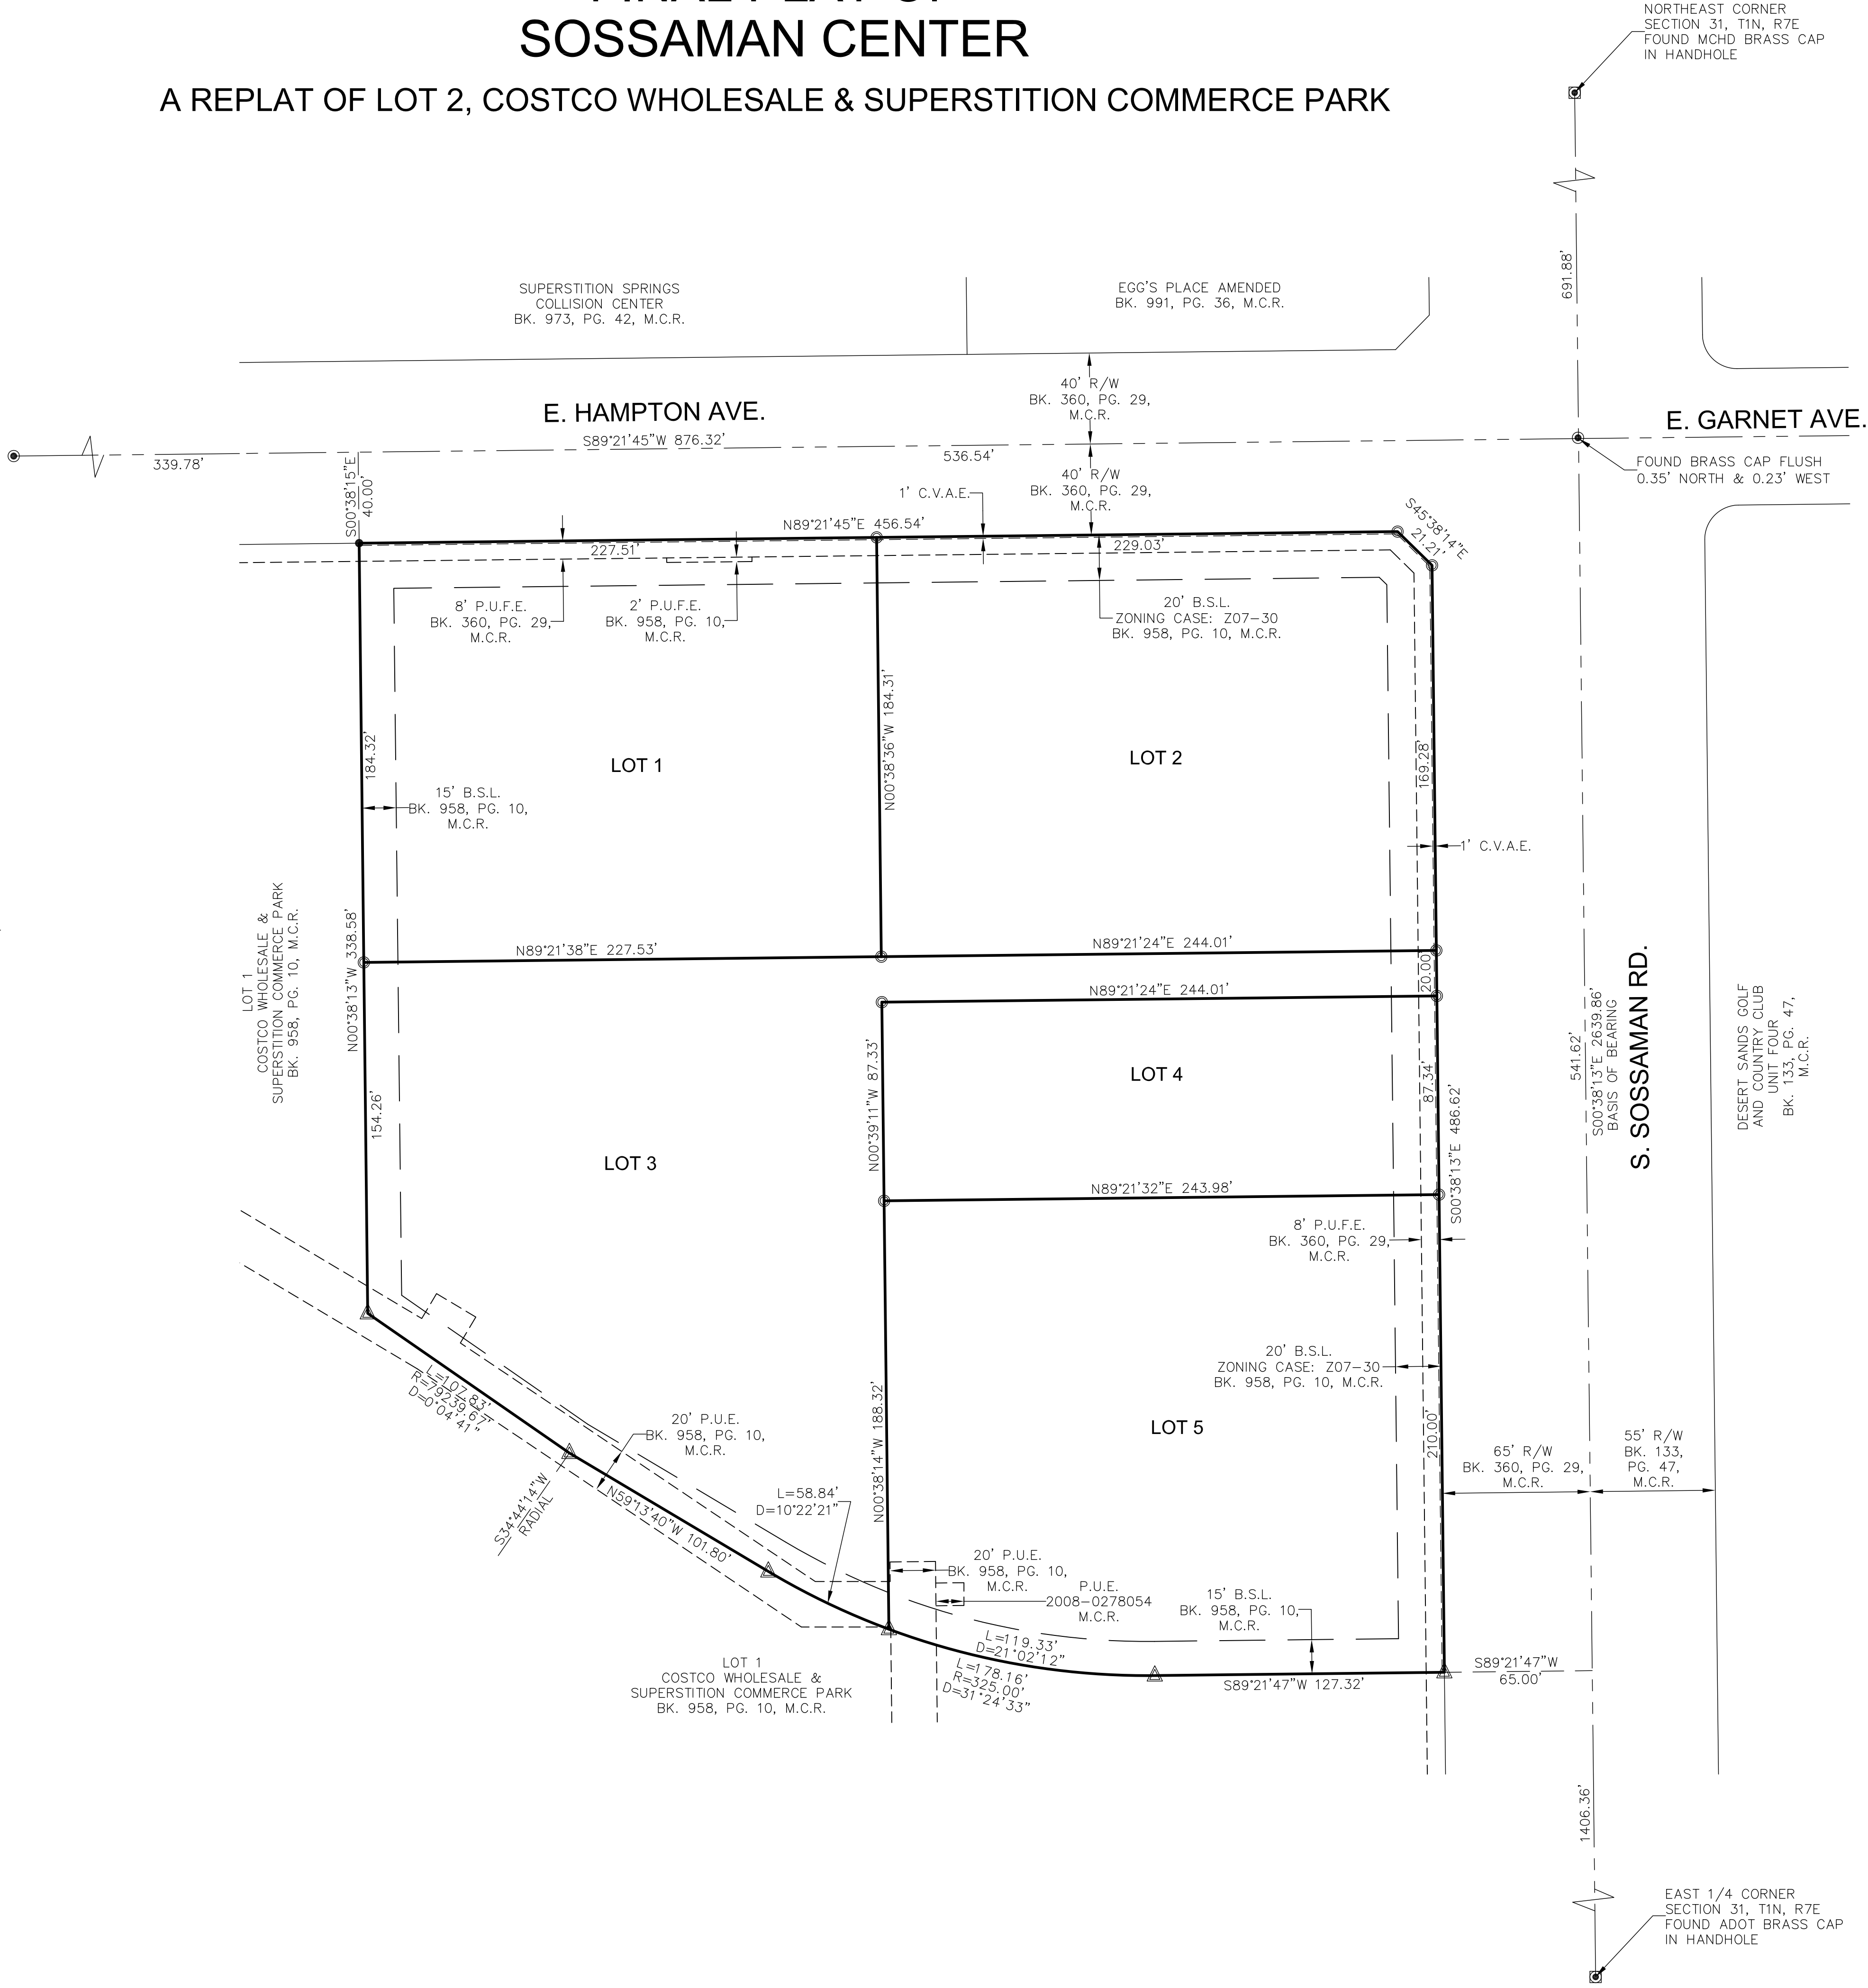 SOSSAMAN CENTER
A REPLAT OF LOT 2, COSTCO WHOLESALE & SUPERSTITION COMMERCE PARK
NORTHEAST CORNER
SECTION 31, T1N, R7E
FOUND MCHD BRASS CAP
IN HANDHOLE
691.88'
SUPERSTITION SPRINGS
COLLISION CENTER
BK. 973, PG. 42, M.C.R.
EGG'S PLACE AMENDED
BK. 991, PG. 36, M.C.R.
40' R/W
BK. 360, PG. 29,
M.C.R.
E. HAMPTON AVE.
E. GARNET AVE.
S89°21'45"W 876.32'
339.78'
536.54'
FOUND BRASS CAP FLUSH
0.35' NORTH & 0.23' WEST
S00°38'15"E
40.00'
40' R/W
BK. 360, PG. 29,
M.C.R.
1' C.V.A.E.
N89°21'45"E 456.54'
227.51'
229.03'
S45°38'14"E
21.21'
8' P.U.F.E.
BK. 360, PG. 29,
M.C.R.
2' P.U.F.E.
BK. 958, PG. 10,
M.C.R.
20' B.S.L.
ZONING CASE: Z07-30
BK. 958, PG. 10, M.C.R.
184.32'
N00°38'36"W 184.31'
169.28'
LOT 1
LOT 2
15' B.S.L.
BK. 958, PG. 10,
M.C.R.
1' C.V.A.E.
LOT 1
COSTCO WHOLESALE &
SUPERSTITION COMMERCE PARK
BK. 958, PG. 10, M.C.R.
N00°38'13"W 338.58'
N89°21'38"E 227.53'
N89°21'24"E 244.01'
20.00'
N89°21'24"E 244.01'
154.26'
N00°39'11"W 87.33'
LOT 4
87.34'
S00°38'13"E 486.62'
541.62'
S00°38'13"E 2639.86'
BASIS OF BEARING
S. SOSSAMAN RD.
DESERT SANDS GOLF
AND COUNTRY CLUB
UNIT FOUR
BK. 133, PG. 47,
M.C.R.
LOT 3
N89°21'32"E 243.98'
8' P.U.F.E.
BK. 360, PG. 29,
M.C.R.
20' B.S.L.
ZONING CASE: Z07-30
BK. 958, PG. 10, M.C.R.
L=107.83'
R=79239.67'
D=0°04'41"
20' P.U.E.
BK. 958, PG. 10,
M.C.R.
N00°38'14"W 188.32'
LOT 5
210.00'
65' R/W
BK. 360, PG. 29,
M.C.R.
55' R/W
BK. 133,
PG. 47,
M.C.R.
S34°44'14"W
RADIAL
N59°13'40"W 101.80'
L=58.84'
D=10°22'21"
20' P.U.E.
BK. 958, PG. 10,
M.C.R.
P.U.E.
2008-0278054
M.C.R.
15' B.S.L.
BK. 958, PG. 10,
M.C.R.
L=119.33'
D=21°02'12"
L=178.16'
R=325.00'
D=31°24'33"
S89°21'47"W 127.32'
S89°21'47"W
65.00'
LOT 1
COSTCO WHOLESALE &
SUPERSTITION COMMERCE PARK
BK. 958, PG. 10, M.C.R.
1406.36'
EAST 1/4 CORNER
SECTION 31, T1N, R7E
FOUND ADOT BRASS CAP
IN HANDHOLE